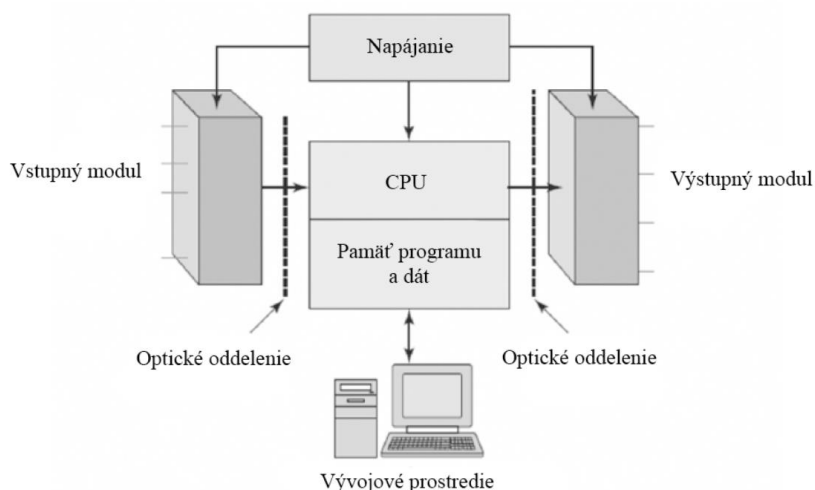 Napájanie
Vstupný modul
CPU
Výstupný modul
Pamäť programu
a dát
Optické oddelenie
Optické oddelenie
Vývojové prostredie